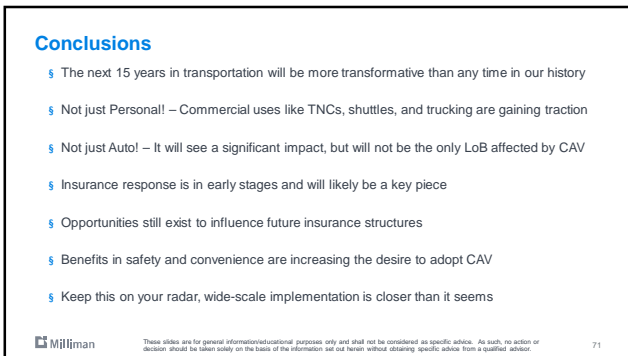 Conclusions
§ The next 15 years in transportation will be more transformative than any time in our history
§ Not just Personal! – Commercial uses like TNCs, shuttles, and trucking are gaining traction
§ Not just Auto! – It will see a significant impact, but will not be the only LoB affected by CAV
§ Insurance response is in early stages and will likely be a key piece
§ Opportunities still exist to influence future insurance structures
§ Benefits in safety and convenience are increasing the desire to adopt CAV
§ Keep this on your radar, wide-scale implementation is closer than it seems
Milliman
These slides are for general information/educational purposes only and shall not be considered as specific advice. As such, no action or
decision should be taken solely on the basis of the information set out herein without obtaining specific advice from a qualified advisor.
71